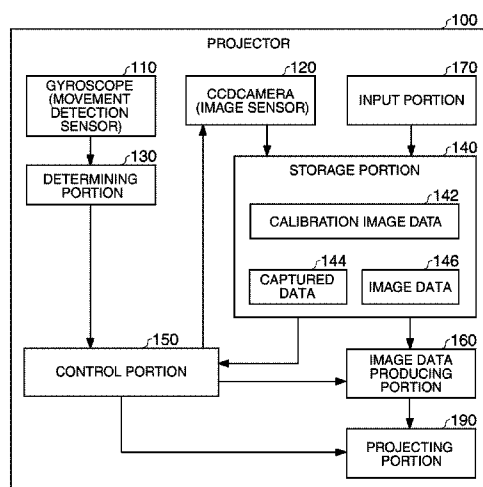 100
PROJECTOR
110
GYROSCOPE
(MOVEMENT
DETECTION
SENSOR)
120
CCDCAMERA
(IMAGE SENSOR)
170
INPUT PORTION
130
DETERMINING
PORTION
140
STORAGE PORTION
142
CALIBRATION IMAGE DATA
144
CAPTURED
DATA
146
IMAGE DATA
150
CONTROL PORTION
160
IMAGE DATA
PRODUCING
PORTION
190
PROJECTING
PORTION